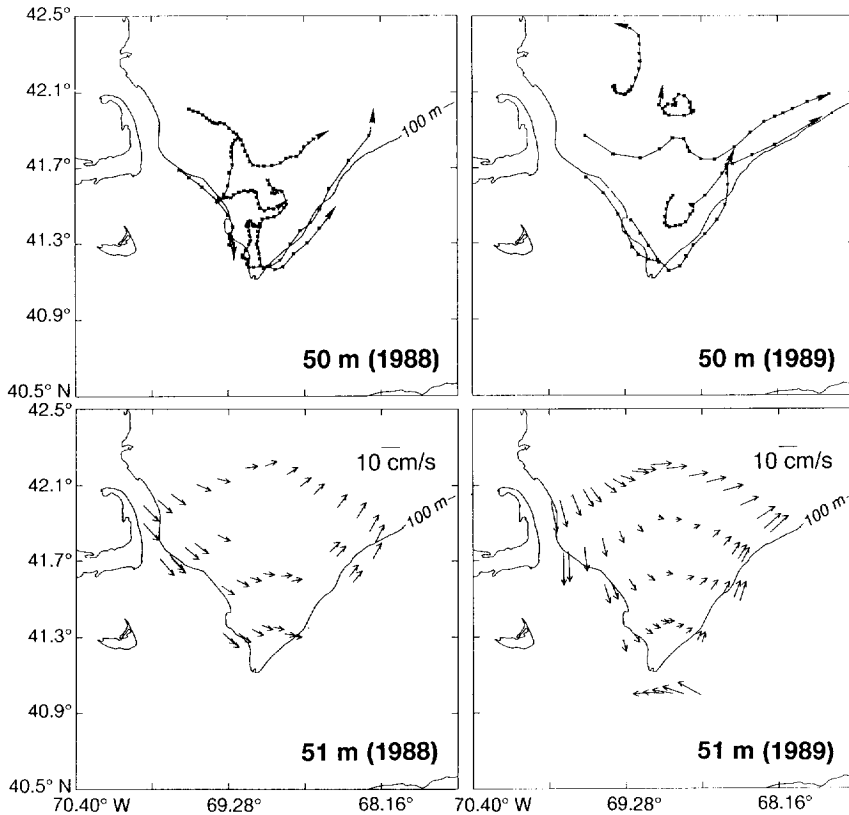 42.5°
42.1°
41.7°
41.3°
40.9°
40.5° N
100 m
50 m (1988)
100 m
50 m (1989)
42.5°
42.1°
41.7°
41.3°
40.9°
40.5° N
10 cm/s
100 m
51 m (1988)
10 cm/s
100 m
51 m (1989)
70.40° W
69.28°
68.16°
70.40° W
69.28°
68.16°